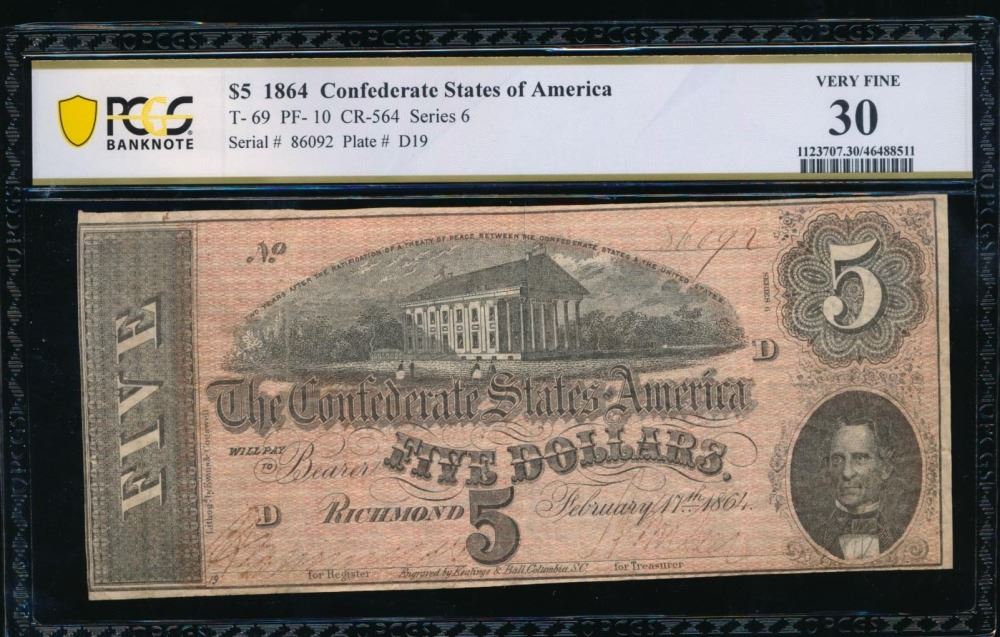 $5 1864 Confederate States of America
T- 69 PF- 10 CR-564 Series 6
Serial # 86092 Plate # D19
PCGS
BANKNOTE
VERY FINE
30
1123707.30/46488511
No
86092
TWO YEARS AFTER THE RATIFICATION OF A TREATY OF PEACE BETWEEN THE CONFEDERATE STATES & THE UNITED STATES
SERIES 6
5
FIVE
D
The Confederate States of America
WILL PAY TO Bearer
FIVE DOLLARS.
D
RICHMOND
5
February 17th 1864.
19
for Register
Engraved by Keatinge & Ball, Columbia, S.C.
for Treasurer